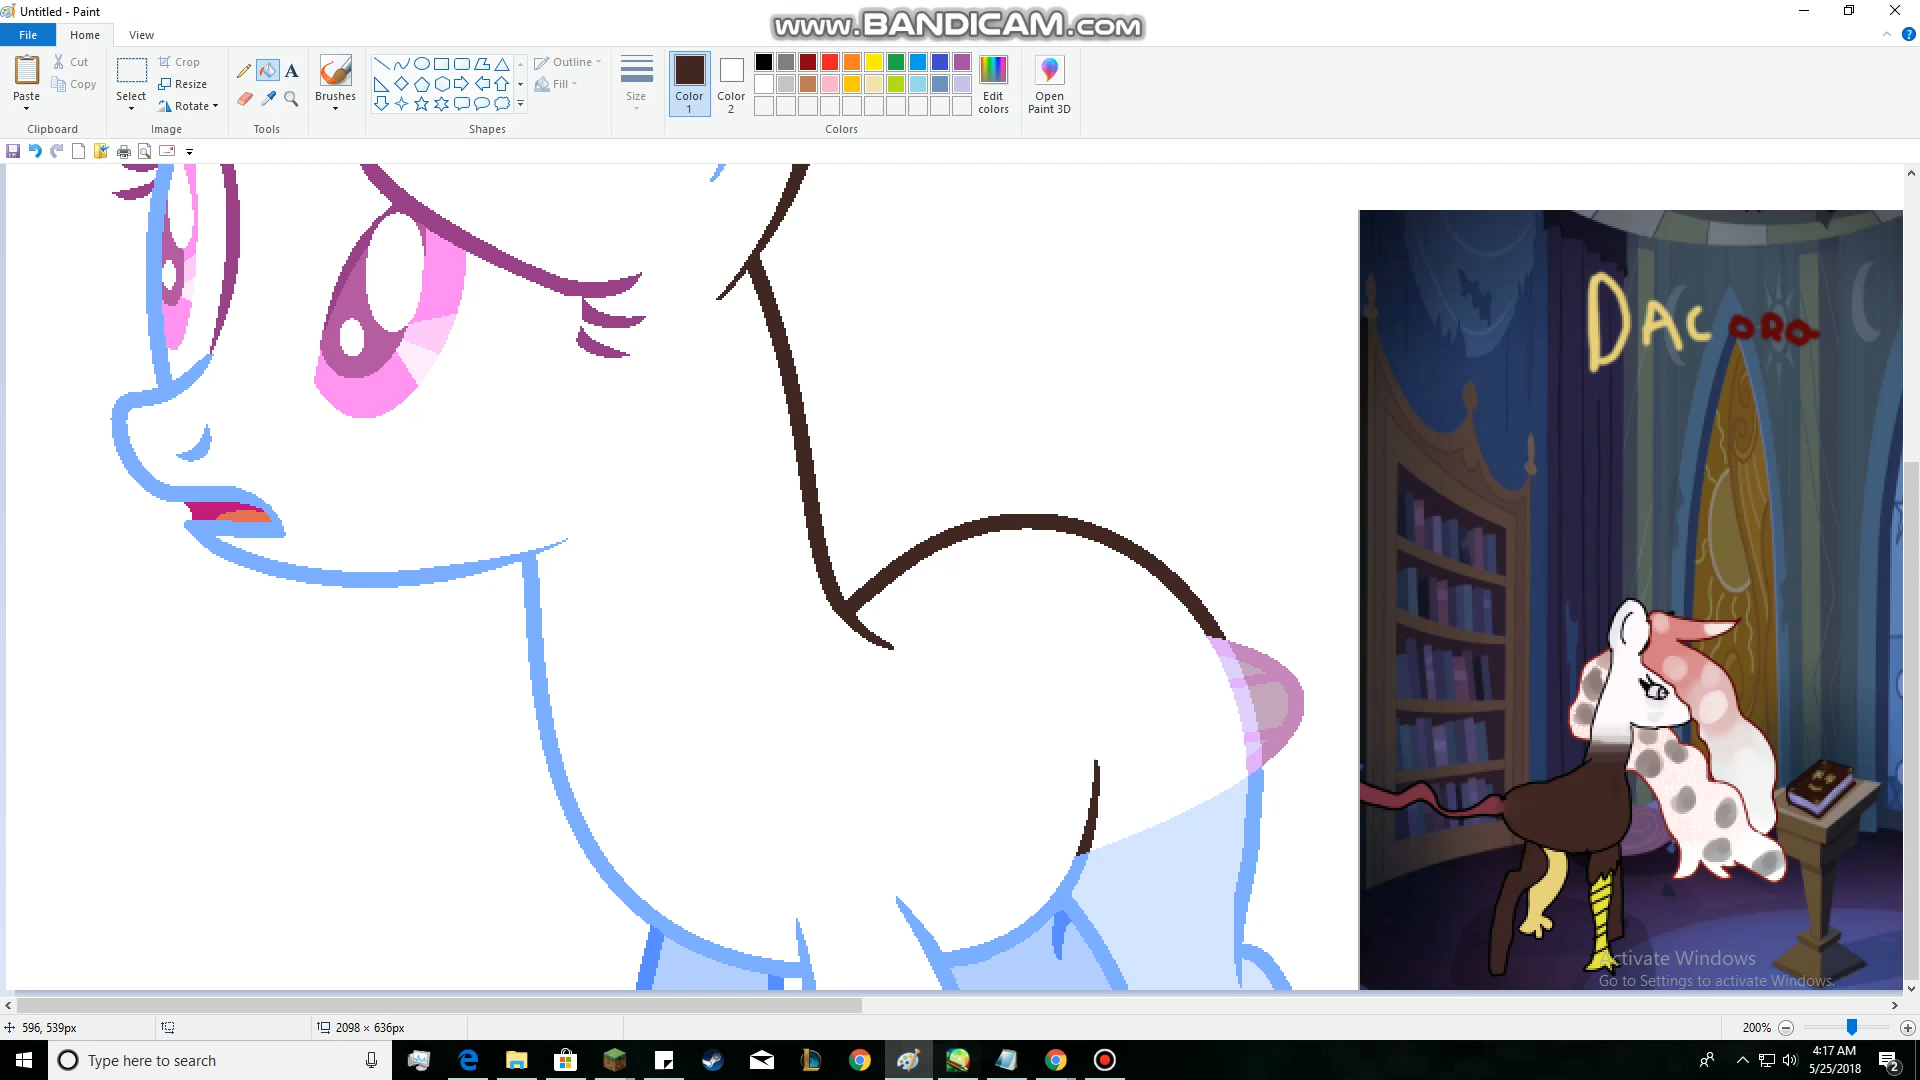 Untitled - Paint
www.BANDICAM.com
File Home View
Paste
Cut
Copy
Clipboard
Select
Crop
Resize
Rotate
Image
A
Tools
Brushes
Shapes
Outline
Fill
Size
Color 1
Color 2
Edit colors
Colors
Open Paint 3D
DACORO
Activate Windows
Go to Settings to activate Windows.
596, 539px
2098 × 636px
200%
Type here to search
4:17 AM
5/25/2018
2